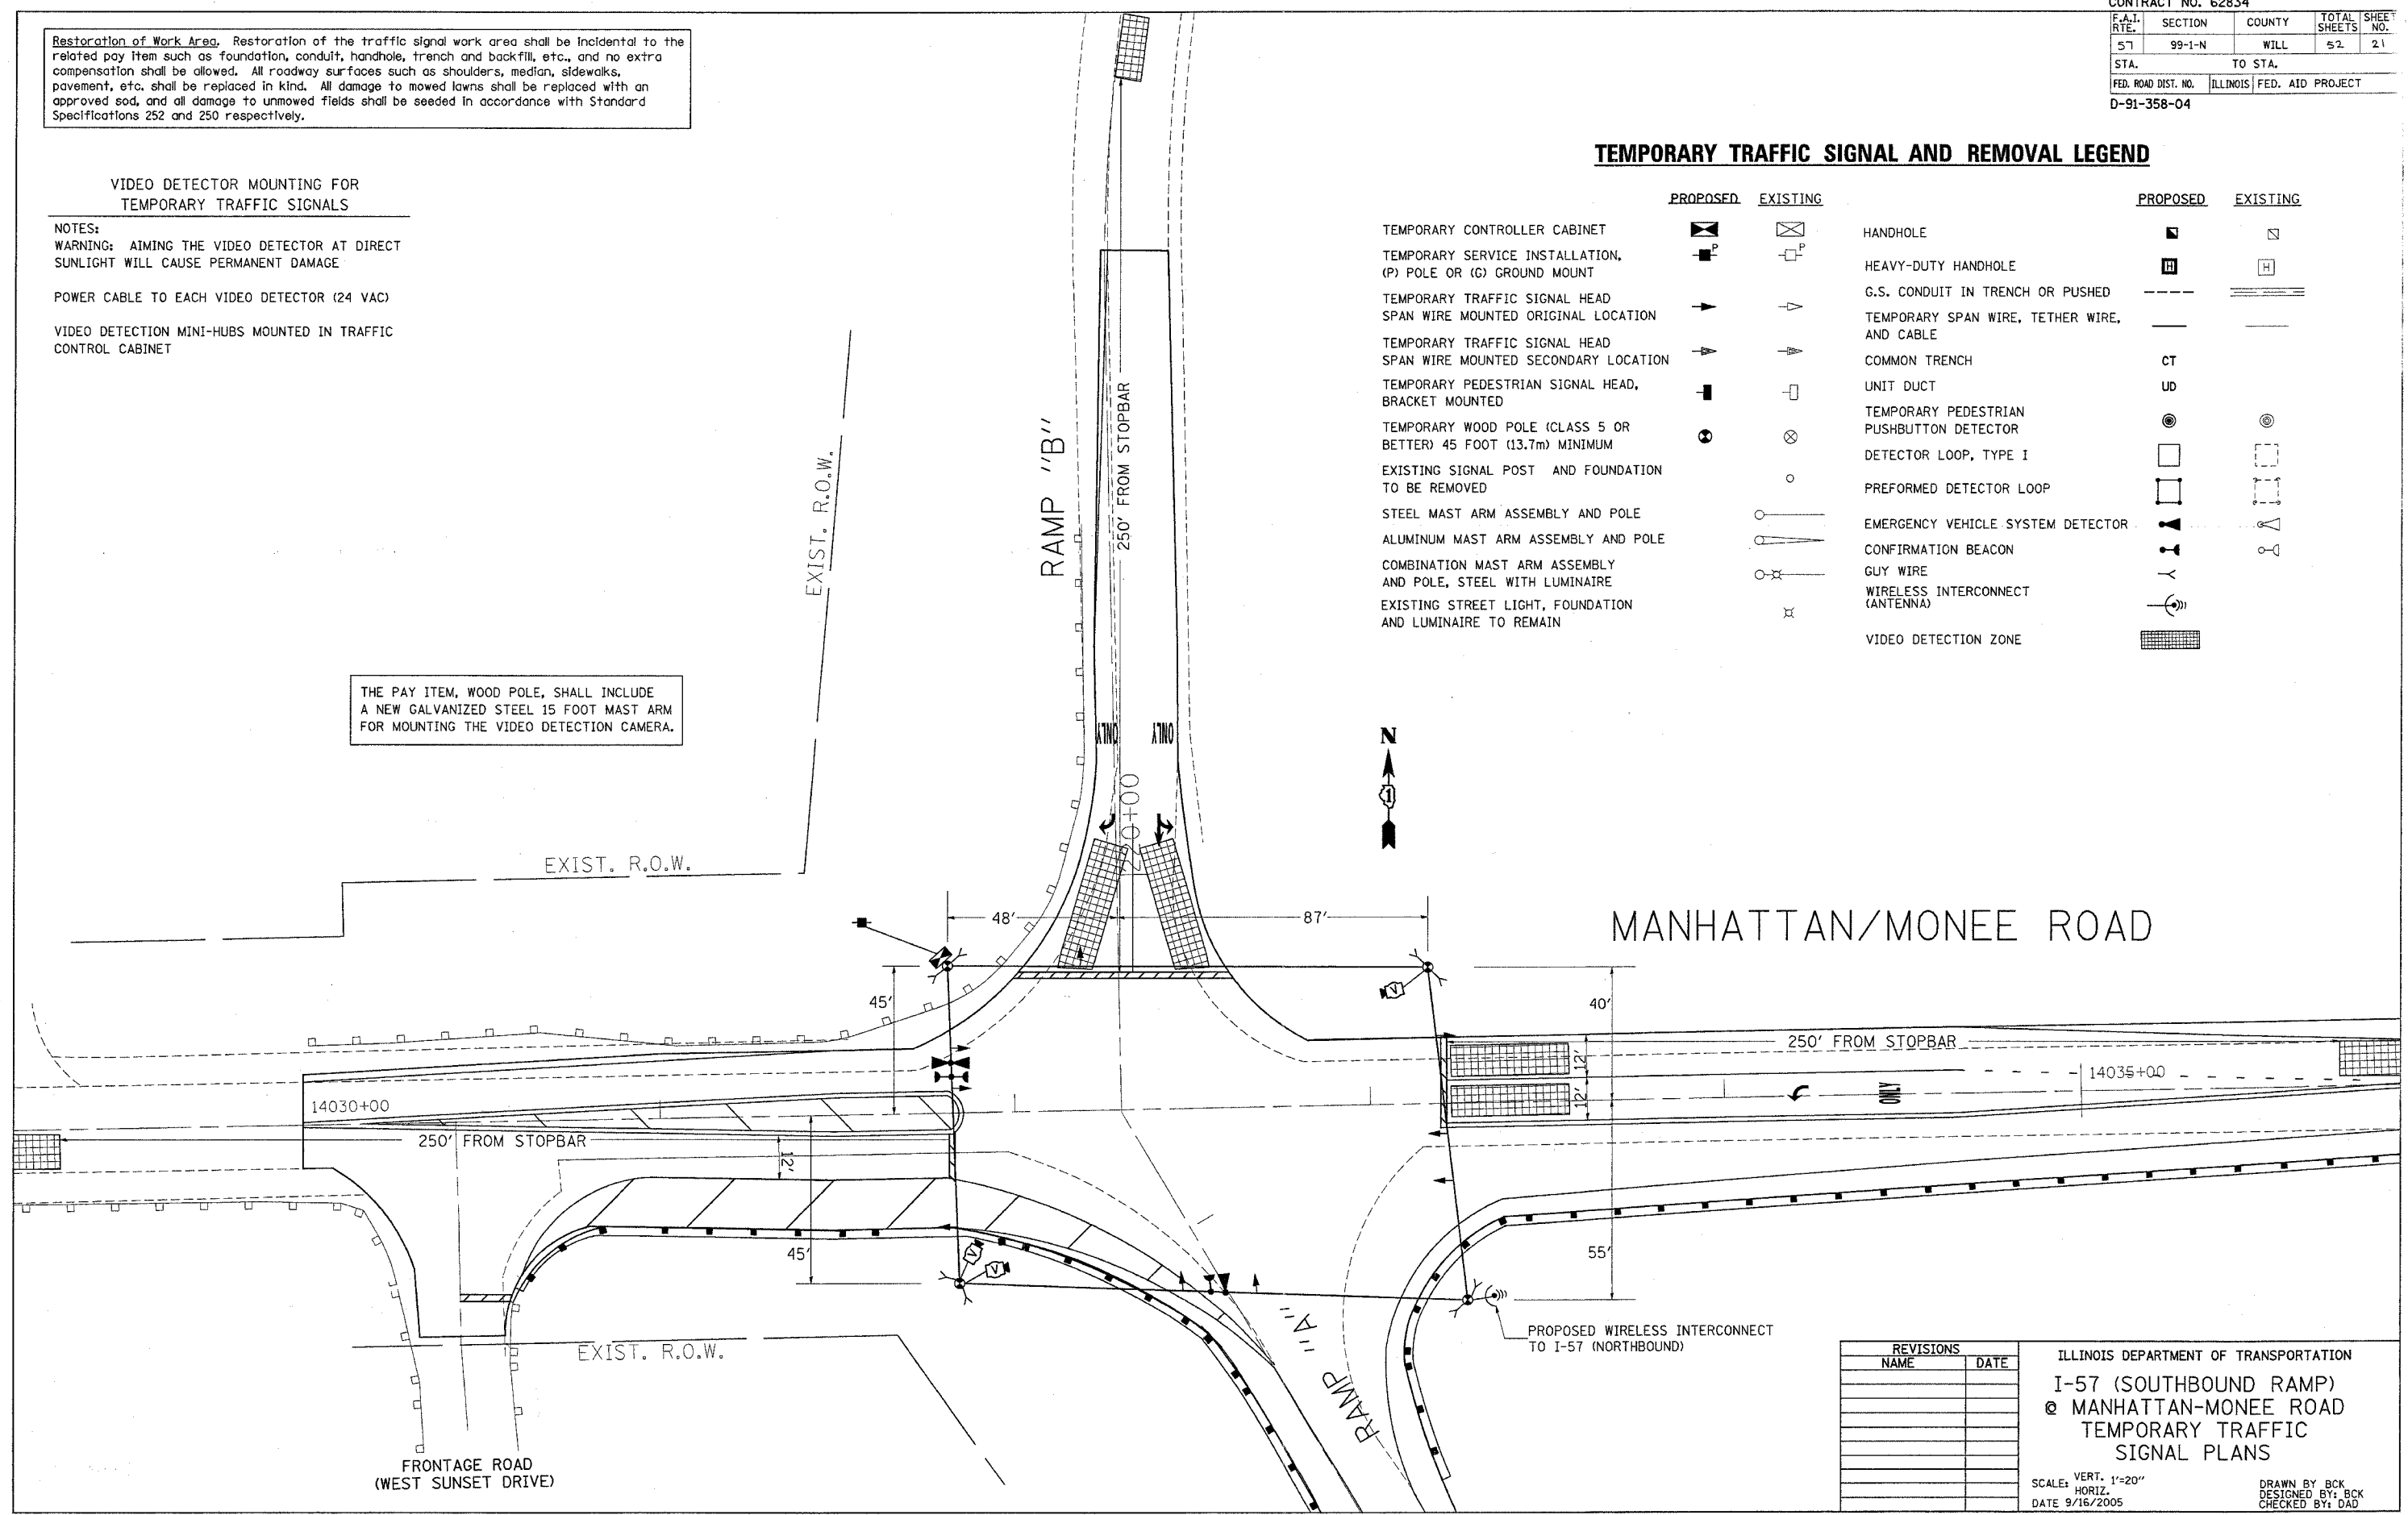 CONTRACT NO. 62834
F.A.I. RTE. SECTION COUNTY TOTAL SHEETS SHEET NO.
57 99-1-N WILL 52 21
STA. TO STA.
FED. ROAD DIST. NO. ILLINOIS FED. AID PROJECT
D-91-358-04
Restoration of Work Area. Restoration of the traffic signal work area shall be incidental to the
related pay item such as foundation, conduit, handhole, trench and backfill, etc., and no extra
compensation shall be allowed. All roadway surfaces such as shoulders, median, sidewalks,
pavement, etc. shall be replaced in kind. All damage to mowed lawns shall be replaced with an
approved sod, and all damage to unmowed fields shall be seeded in accordance with Standard
Specifications 252 and 250 respectively.
VIDEO DETECTOR MOUNTING FOR
TEMPORARY TRAFFIC SIGNALS
NOTES:
WARNING: AIMING THE VIDEO DETECTOR AT DIRECT
SUNLIGHT WILL CAUSE PERMANENT DAMAGE
POWER CABLE TO EACH VIDEO DETECTOR (24 VAC)
VIDEO DETECTION MINI-HUBS MOUNTED IN TRAFFIC
CONTROL CABINET
THE PAY ITEM, WOOD POLE, SHALL INCLUDE
A NEW GALVANIZED STEEL 15 FOOT MAST ARM
FOR MOUNTING THE VIDEO DETECTION CAMERA.
TEMPORARY TRAFFIC SIGNAL AND REMOVAL LEGEND
PROPOSED EXISTING
TEMPORARY CONTROLLER CABINET
TEMPORARY SERVICE INSTALLATION,
(P) POLE OR (G) GROUND MOUNT
P P
TEMPORARY TRAFFIC SIGNAL HEAD
SPAN WIRE MOUNTED ORIGINAL LOCATION
TEMPORARY TRAFFIC SIGNAL HEAD
SPAN WIRE MOUNTED SECONDARY LOCATION
TEMPORARY PEDESTRIAN SIGNAL HEAD,
BRACKET MOUNTED
TEMPORARY WOOD POLE (CLASS 5 OR
BETTER) 45 FOOT (13.7m) MINIMUM
EXISTING SIGNAL POST AND FOUNDATION
TO BE REMOVED
STEEL MAST ARM ASSEMBLY AND POLE
ALUMINUM MAST ARM ASSEMBLY AND POLE
COMBINATION MAST ARM ASSEMBLY
AND POLE, STEEL WITH LUMINAIRE
EXISTING STREET LIGHT, FOUNDATION
AND LUMINAIRE TO REMAIN
PROPOSED EXISTING
HANDHOLE
HEAVY-DUTY HANDHOLE
H H
G.S. CONDUIT IN TRENCH OR PUSHED
TEMPORARY SPAN WIRE, TETHER WIRE,
AND CABLE
COMMON TRENCH CT
UNIT DUCT UD
TEMPORARY PEDESTRIAN
PUSHBUTTON DETECTOR
DETECTOR LOOP, TYPE I
PREFORMED DETECTOR LOOP
EMERGENCY VEHICLE SYSTEM DETECTOR
CONFIRMATION BEACON
GUY WIRE
WIRELESS INTERCONNECT
(ANTENNA)
VIDEO DETECTION ZONE
EXIST. R.O.W.
RAMP "B"
250' FROM STOPBAR
ONLY ONLY
N
1
EXIST. R.O.W.
48' 87'
MANHATTAN/MONEE ROAD
45'
V
40'
250' FROM STOPBAR
12'
12'
14035+00
ONLY
14030+00
250' FROM STOPBAR
12'
45'
V
V
55'
RAMP "A"
PROPOSED WIRELESS INTERCONNECT
TO I-57 (NORTHBOUND)
EXIST. R.O.W.
FRONTAGE ROAD
(WEST SUNSET DRIVE)
REVISIONS
NAME DATE
ILLINOIS DEPARTMENT OF TRANSPORTATION
I-57 (SOUTHBOUND RAMP)
@ MANHATTAN-MONEE ROAD
TEMPORARY TRAFFIC
SIGNAL PLANS
SCALE: VERT. 1'=20"
HORIZ.
DATE 9/16/2005
DRAWN BY BCK
DESIGNED BY: BCK
CHECKED BY: DAD